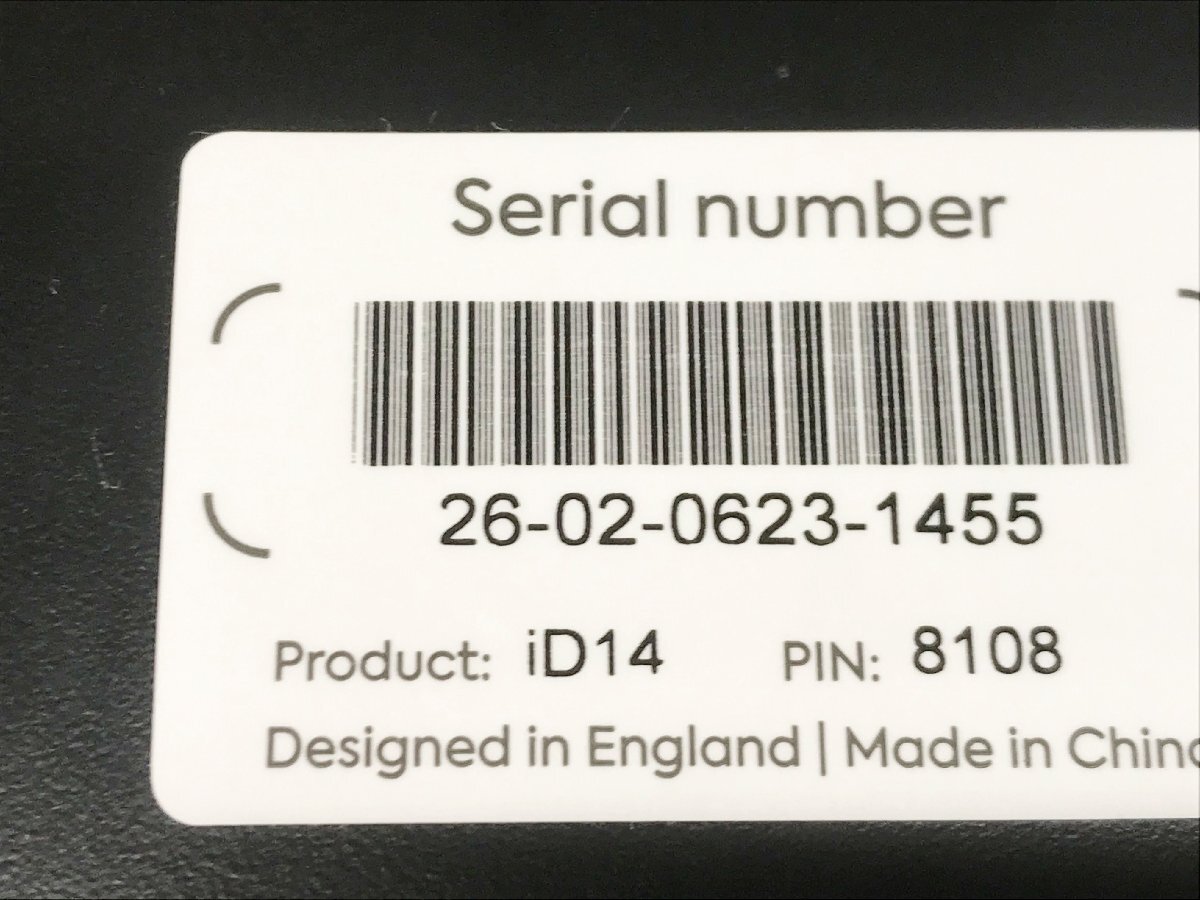 Serial number
26-02-0623-1455
Product: iD14 PIN: 8108
Designed in England | Made in Chin